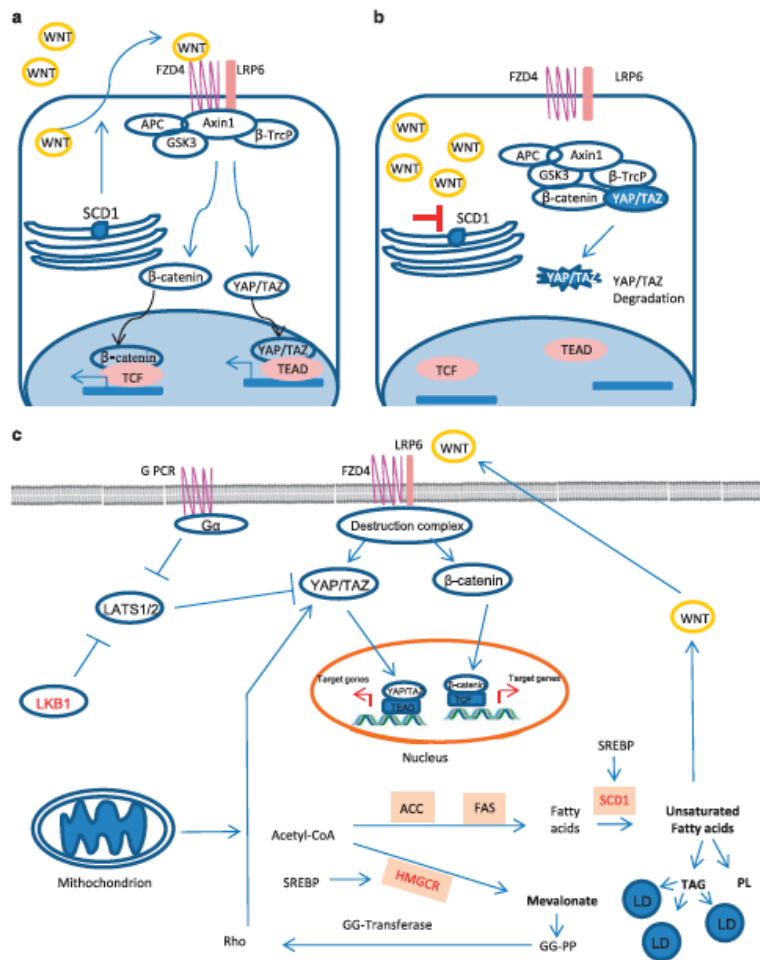 a
WNT
WNT
WNT
WNT
FZD4
LRP6
APC
Axin1
GSK3
β-TrcP
SCD1
β-catenin
YAP/TAZ
β-catenin
TCF
YAP/TAZ
TEAD
b
FZD4
LRP6
WNT
WNT
WNT
WNT
SCD1
APC
Axin1
GSK3
β-TrcP
β-catenin
YAP/TAZ
YAP/TAZ
YAP/TAZ
Degradation
TEAD
TCF
c
G PCR
Gα
LATS1/2
LKB1
FZD4
LRP6
WNT
Destruction complex
YAP/TAZ
β-catenin
WNT
Target genes
YAP/TAZ
TEAD
β-catenin
TCF
Target genes
Nucleus
Mithochondrion
Acetyl-CoA
ACC
FAS
Fatty
acids
SREBP
SCD1
Unsaturated
Fatty acids
TAG
PL
LD
LD
LD
SREBP
HMGCR
Mevalonate
GG-Transferase
GG-PP
Rho